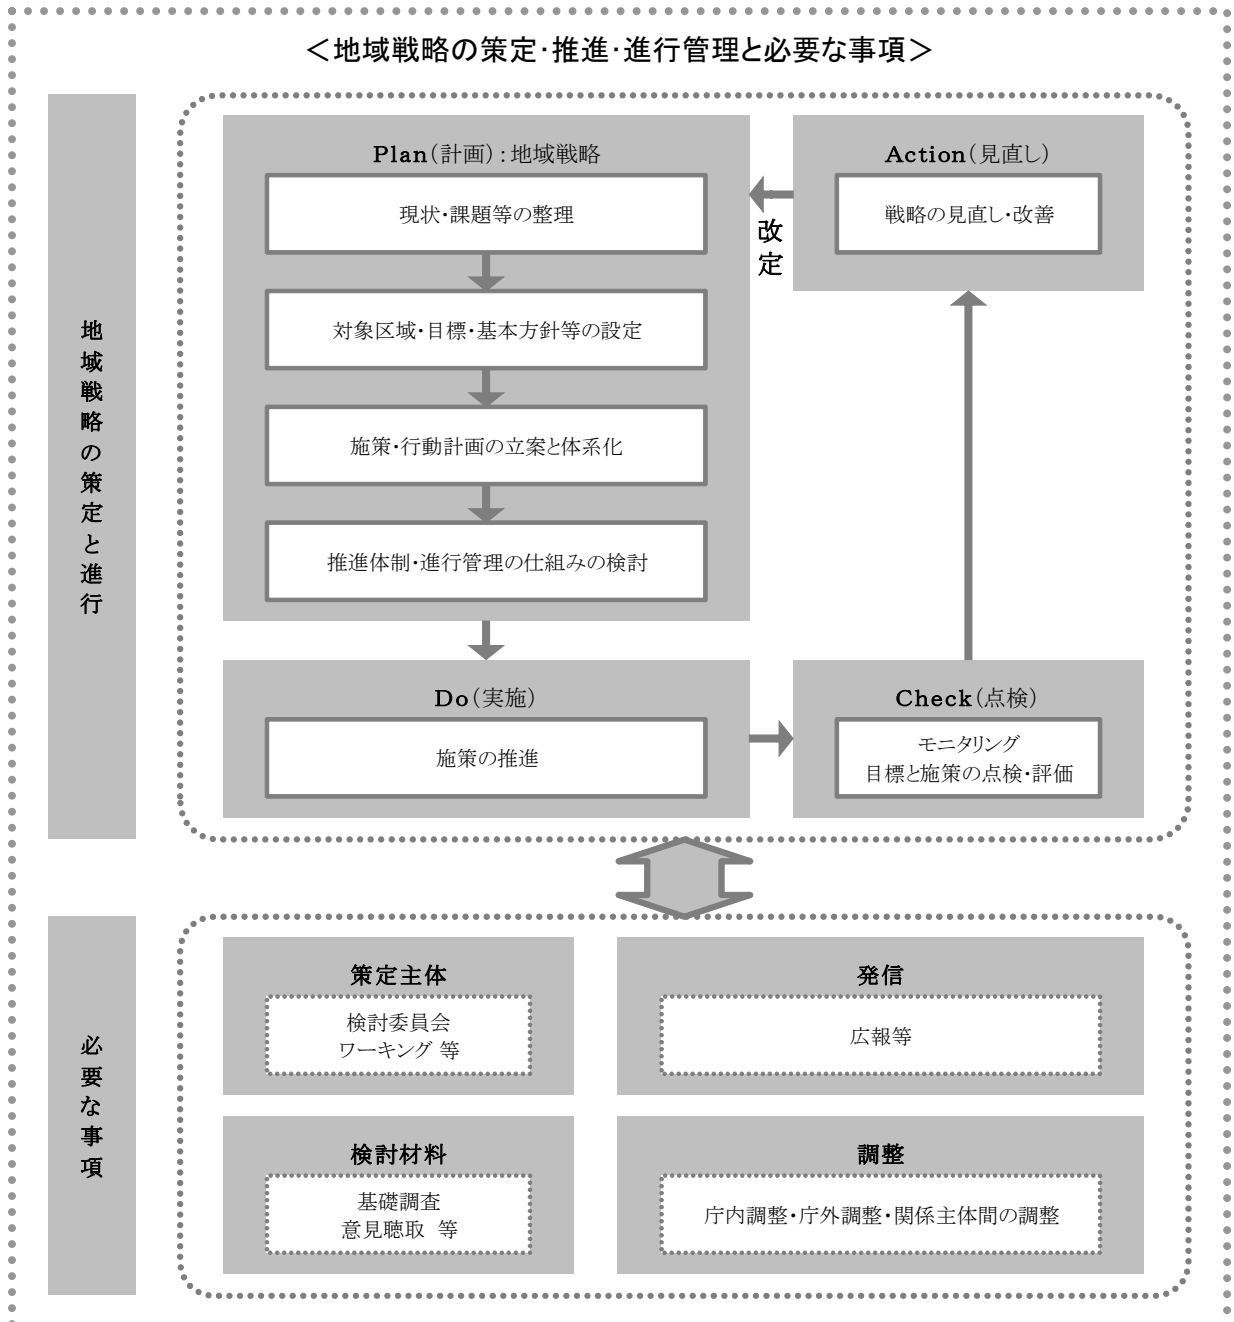 ＜地域戦略の策定・推進・進行管理と必要な事項＞
地域戦略の策定と進行
Plan（計画）：地域戦略
現状・課題等の整理
対象区域・目標・基本方針等の設定
施策・行動計画の立案と体系化
推進体制・進行管理の仕組みの検討
Action（見直し）
戦略の見直し・改善
改定
Do（実施）
施策の推進
Check（点検）
モニタリング
目標と施策の点検・評価
必要な事項
策定主体
検討委員会
ワーキング 等
発信
広報等
検討材料
基礎調査
意見聴取 等
調整
庁内調整・庁外調整・関係主体間の調整